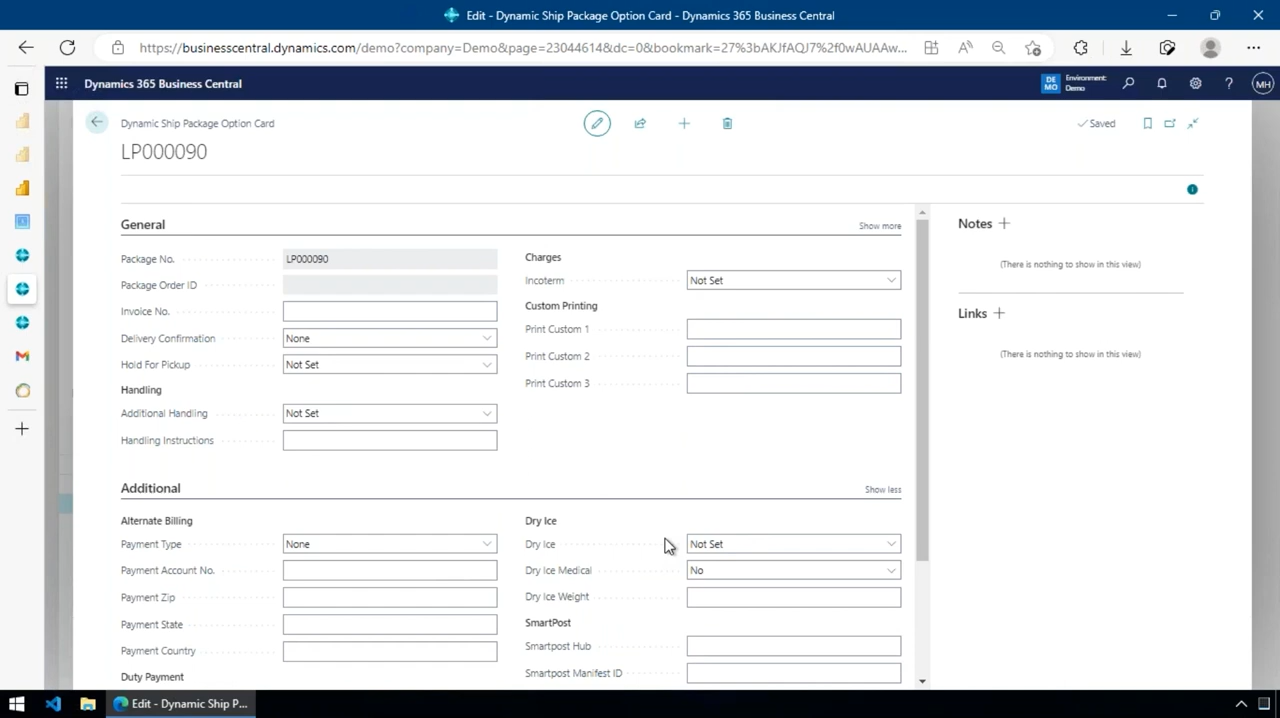 Edit - Dynamic Ship Package Option Card - Dynamics 365 Business Central
https://businesscentral.dynamics.com/demo?company=Demo&page=23044614&dc=0&bookmark=27%3bAKJfAQJ7%2f0wAUAAw...
Dynamics 365 Business Central
DE
MO
Environment:
Demo
MH
Dynamic Ship Package Option Card
Saved
LP000090
General
Show more
Package No.
LP000090
Package Order ID
Invoice No.
Delivery Confirmation
None
Hold For Pickup
Not Set
Handling
Additional Handling
Not Set
Handling Instructions
Charges
Incoterm
Not Set
Custom Printing
Print Custom 1
Print Custom 2
Print Custom 3
Notes
(There is nothing to show in this view)
Links
(There is nothing to show in this view)
Additional
Show less
Alternate Billing
Payment Type
None
Payment Account No.
Payment Zip
Payment State
Payment Country
Duty Payment
Dry Ice
Dry Ice
Not Set
Dry Ice Medical
No
Dry Ice Weight
SmartPost
Smartpost Hub
Smartpost Manifest ID
Edit - Dynamic Ship P...